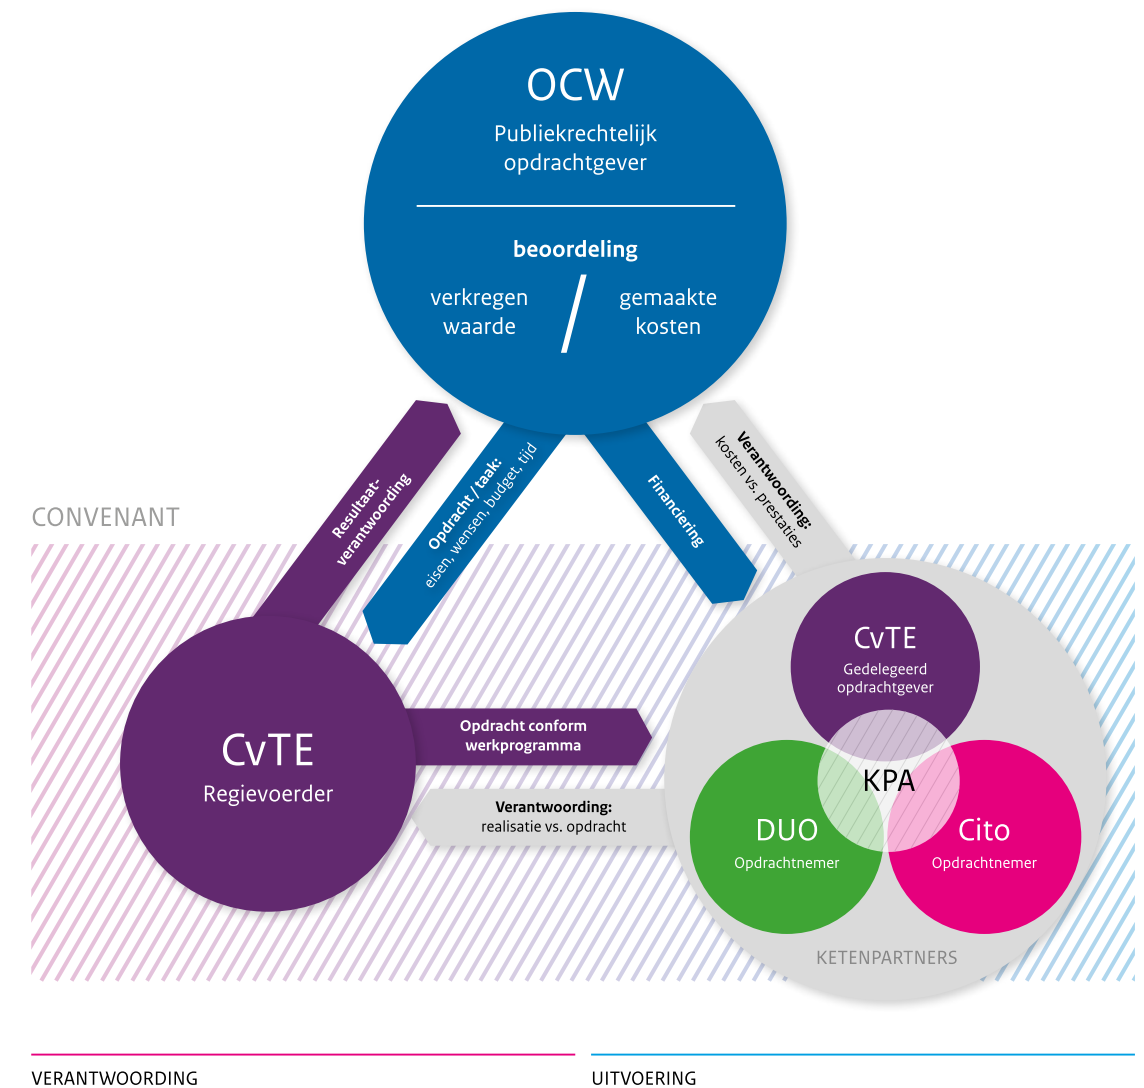 OCW
Publiekrechtelijk
opdrachtgever
beoordeling
verkregen
waarde
/
gemaakte
kosten
Resultaat-
verantwoording
Opdracht / taak:
eisen, wensen, budget, tijd
Financiering
Verantwoording:
kosten vs. prestaties
CONVENANT
CvTE
Regievoerder
Opdracht conform
werkprogramma
Verantwoording:
realisatie vs. opdracht
CvTE
Gedelegeerd
opdrachtgever
KPA
DUO
Opdrachtnemer
Cito
Opdrachtnemer
KETENPARTNERS
VERANTWOORDING
UITVOERING